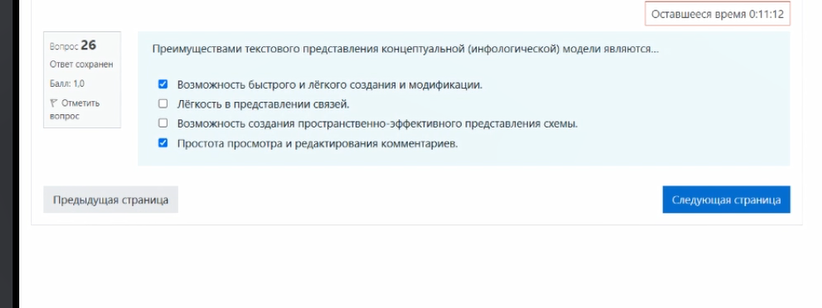 Оставшееся время 0:11:12
Вопрос 26
Ответ сохранен
Балл: 1,0
Отметить
вопрос
Преимуществами текстового представления концептуальной (инфологической) модели являются...
Возможность быстрого и лёгкого создания и модификации.
Лёгкость в представлении связей.
Возможность создания пространственно-эффективного представления схемы.
Простота просмотра и редактирования комментариев.
Предыдущая страница
Следующая страница